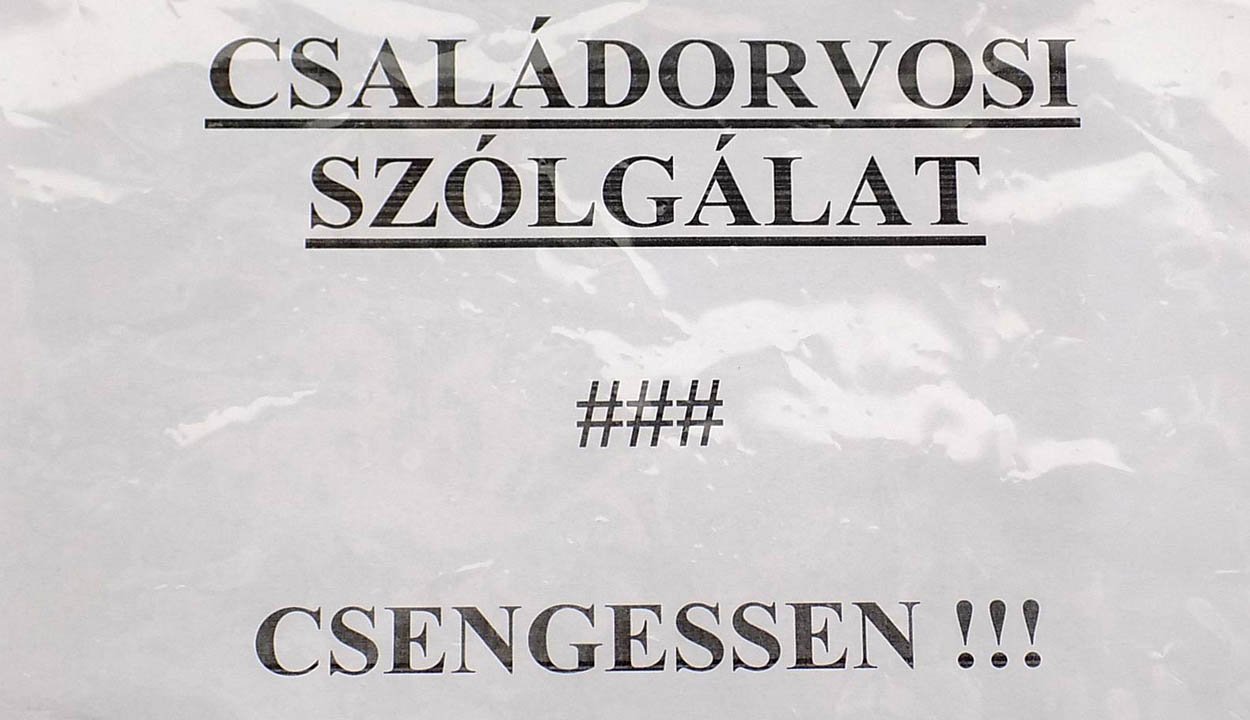 CSALÁDORVOSI
SZÓLGÁLAT
###
CSENGESSEN !!!